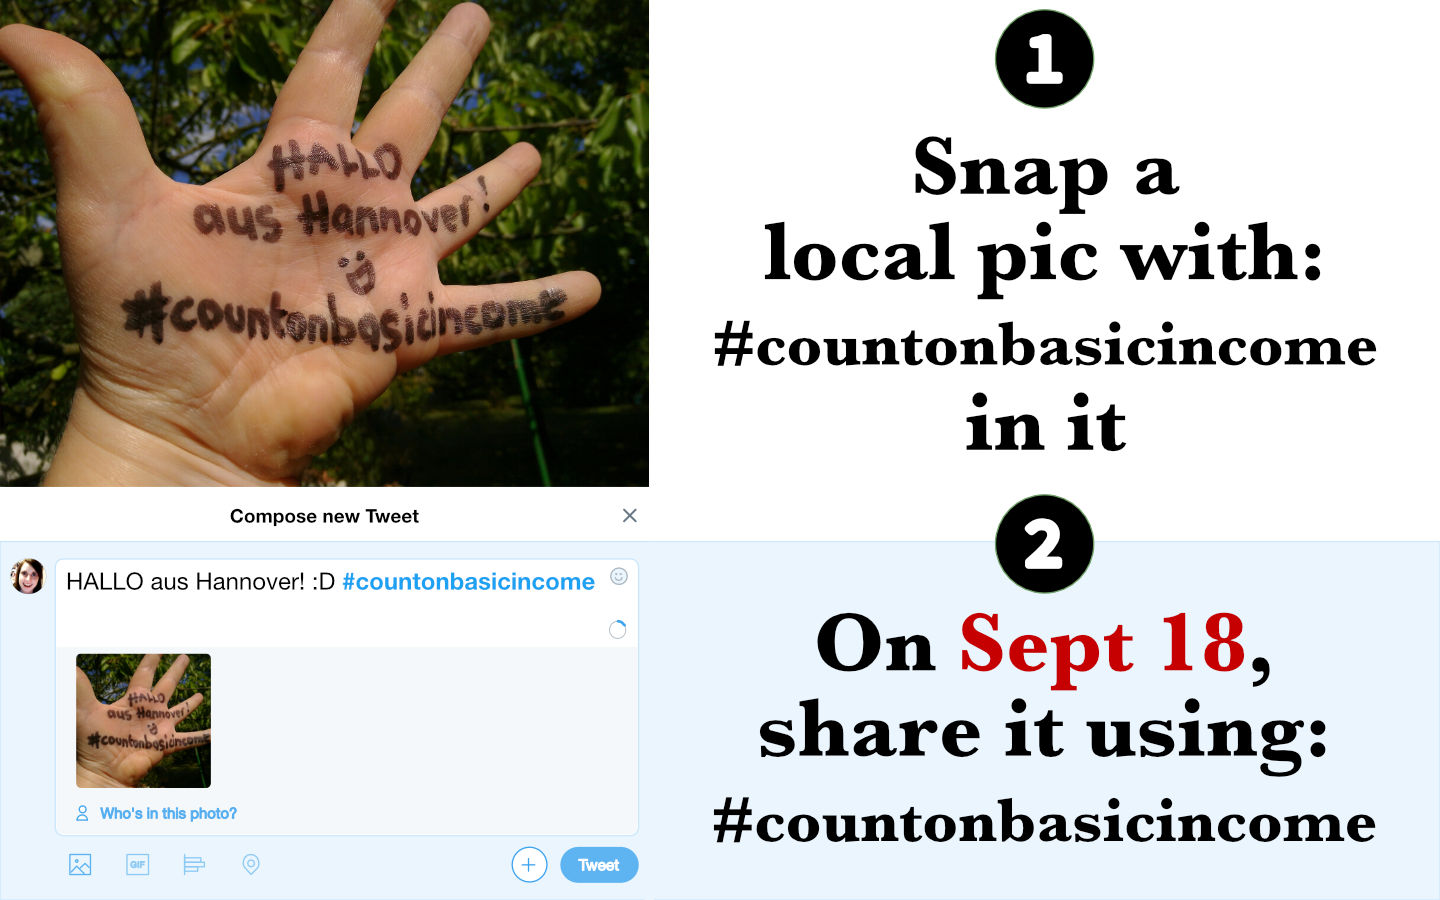 HALLO
aus Hannover!
:D
#countonbasicincome
1
Snap a
local pic with:
#countonbasicincome
in it
Compose new Tweet
HALLO aus Hannover! :D #countonbasicincome
HALLO
aus Hannover!
:D
#countonbasicincome
Who's in this photo?
GIF
Tweet
2
On Sept 18,
share it using:
#countonbasicincome